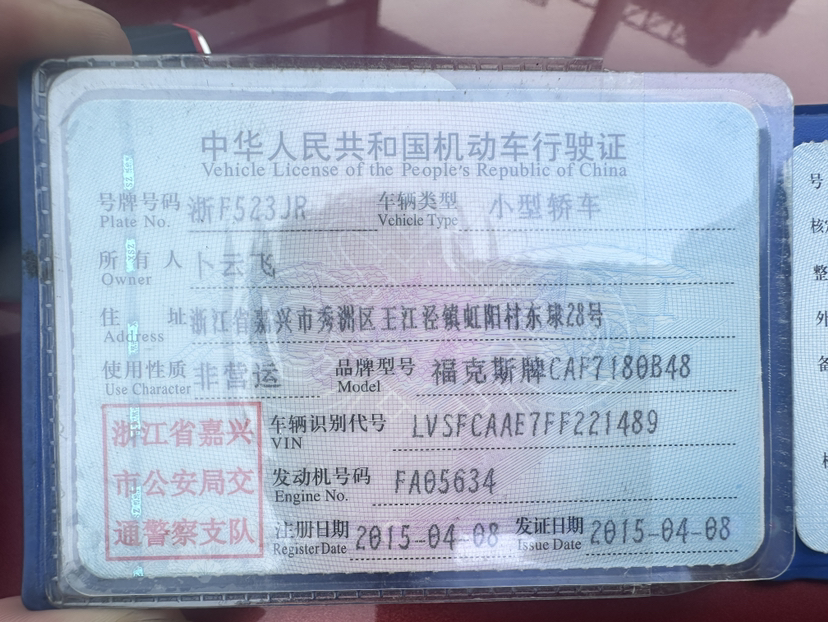 中华人民共和国机动车行驶证
Vehicle License of the People's Republic of China
号牌号码 浙F523JR 车辆类型 小型轿车
Plate No. Vehicle Type
所有人 卜云飞
Owner
住址 浙江省嘉兴市秀洲区王江泾镇虹阳村东埭28号
Address
使用性质 非营运 品牌型号 福克斯牌CAF7180B48
Use Character Model
浙江省嘉兴
市公安局交
通警察支队
车辆识别代号 LVSFCAAE7FF221489
VIN
发动机号码 FA05634
Engine No.
注册日期 2015-04-08 发证日期 2015-04-08
Register Date Issue Date
号
核
整
外
备